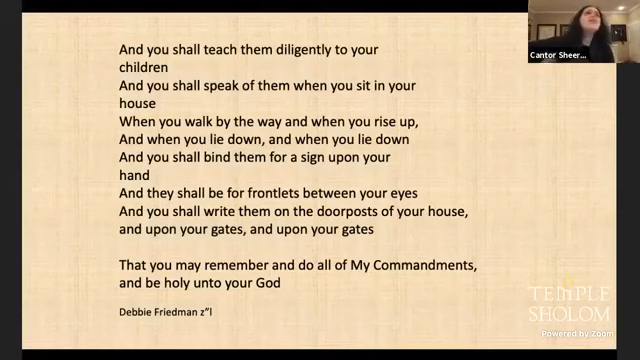 And you shall teach them diligently to your
children
And you shall speak of them when you sit in your
house
When you walk by the way and when you rise up,
And when you lie down, and when you lie down
And you shall bind them for a sign upon your
hand
And they shall be for frontlets between your eyes
And you shall write them on the doorposts of your house,
and upon your gates, and upon your gates
That you may remember and do all of My Commandments,
and be holy unto your God
Debbie Friedman z”l
Cantor Sheer...
TEMPLE
SHOLOM
Powered by Zoom